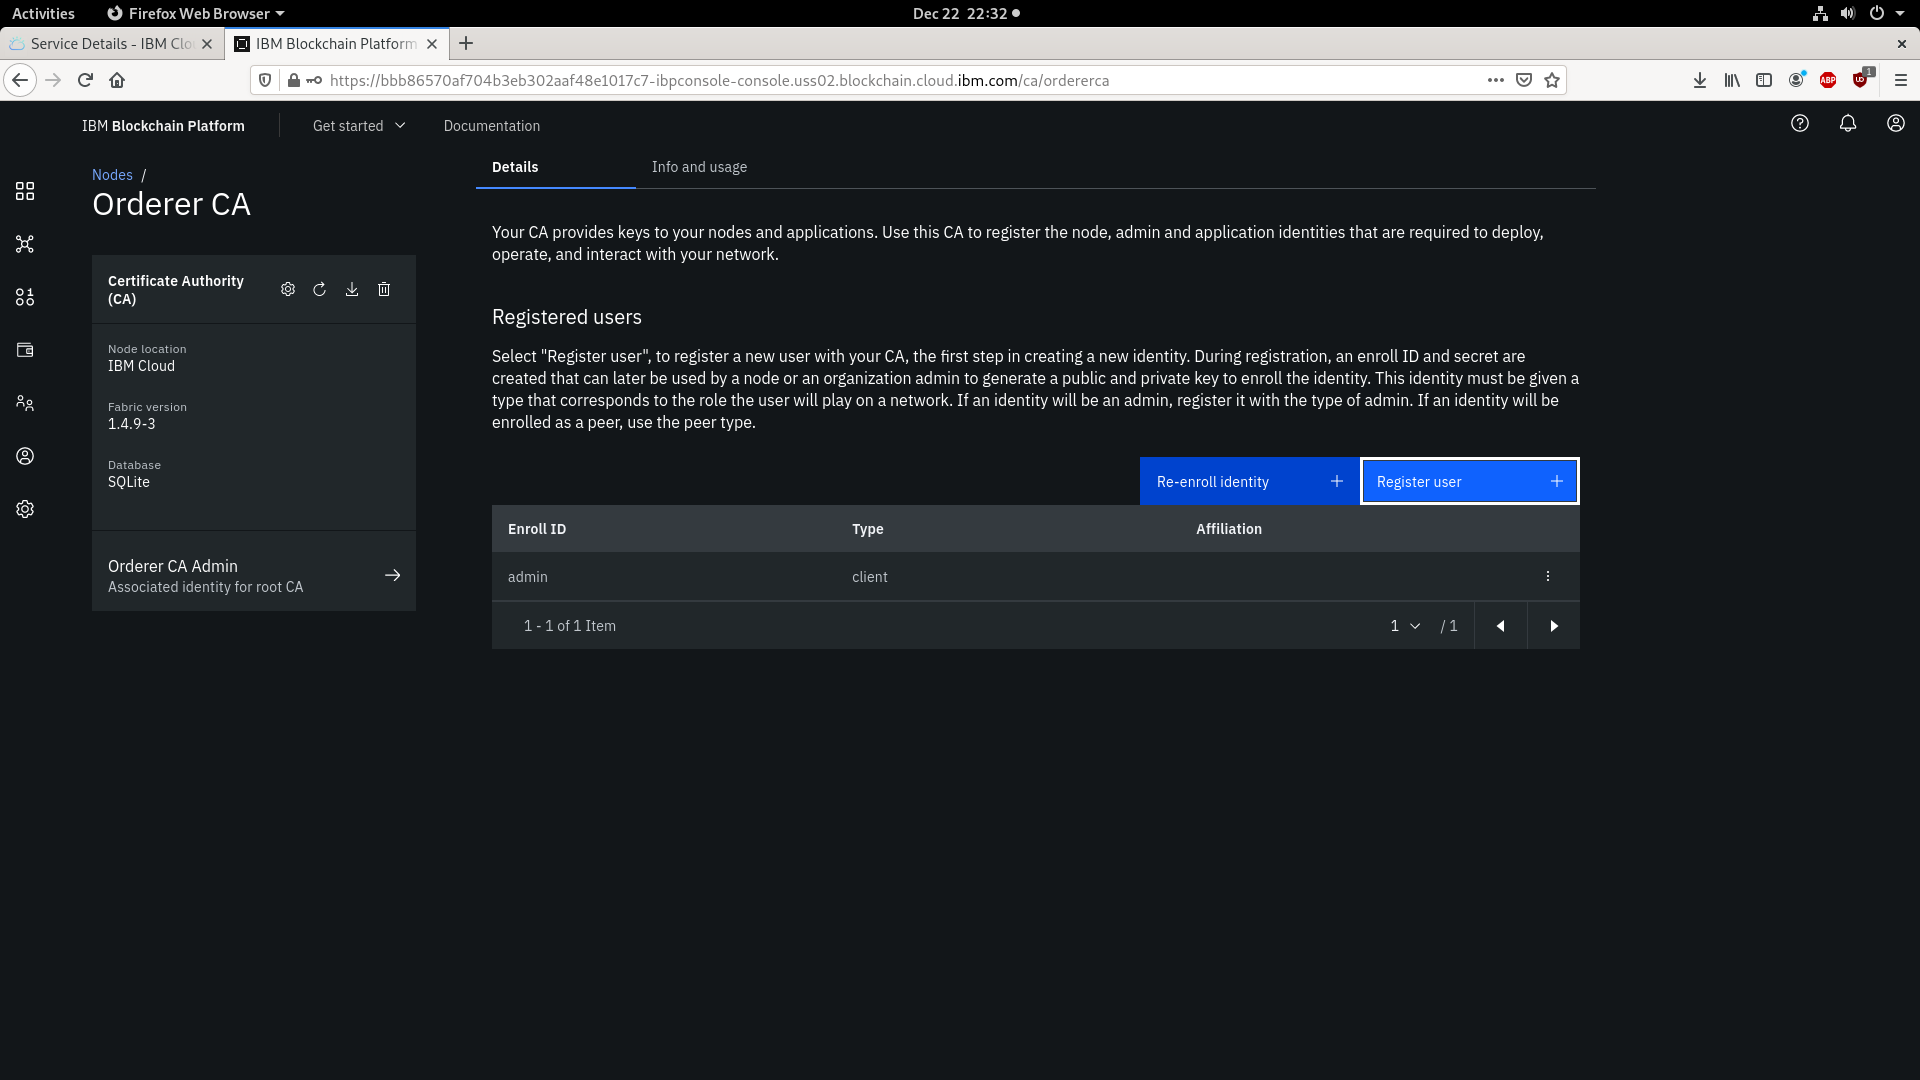 Activities
Firefox Web Browser
Dec 22 22:32
Service Details - IBM Clo
IBM Blockchain Platform
https://bbb86570af704b3eb302aaf48e1017c7-ibpconsole-console.uss02.blockchain.cloud.ibm.com/ca/ordererca
ABP
1
IBM Blockchain Platform
Get started
Documentation
Nodes /
Orderer CA
Certificate Authority
(CA)
Node location
IBM Cloud
Fabric version
1.4.9-3
Database
SQLite
Orderer CA Admin
Associated identity for root CA
Details
Info and usage
Your CA provides keys to your nodes and applications. Use this CA to register the node, admin and application identities that are required to deploy,
operate, and interact with your network.
Registered users
Select "Register user", to register a new user with your CA, the first step in creating a new identity. During registration, an enroll ID and secret are
created that can later be used by a node or an organization admin to generate a public and private key to enroll the identity. This identity must be given a
type that corresponds to the role the user will play on a network. If an identity will be an admin, register it with the type of admin. If an identity will be
enrolled as a peer, use the peer type.
Re-enroll identity
Register user
Enroll ID Type Affiliation
admin client
1 - 1 of 1 Item 1 / 1